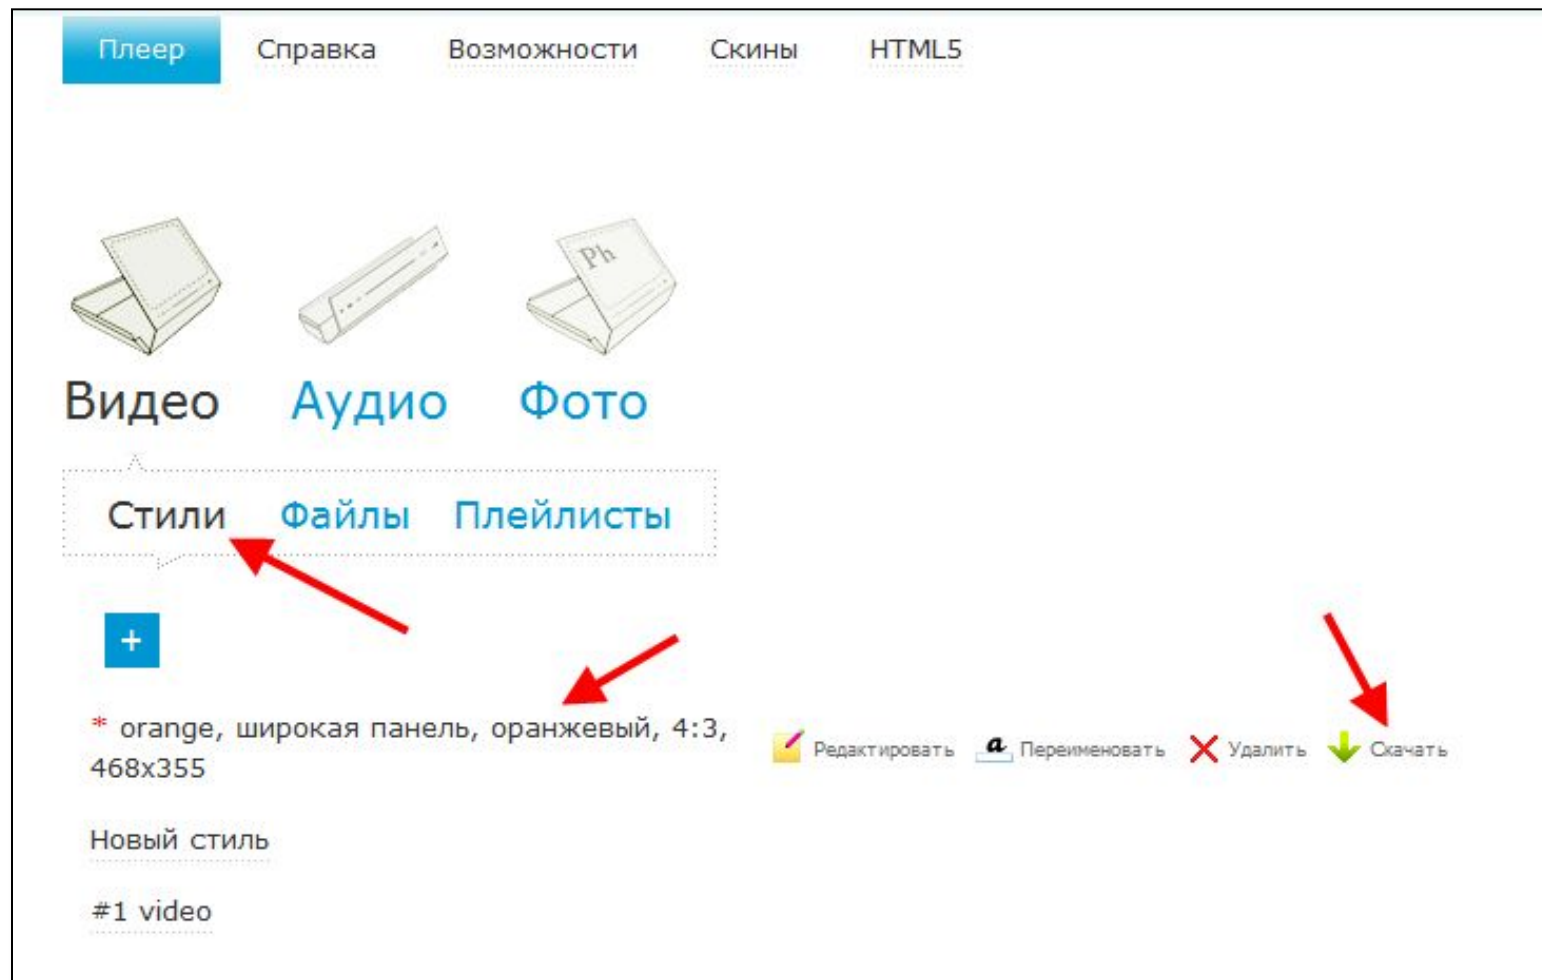 Плеер Справка Возможности Скины HTML5
Ph
Видео Аудио Фото
Стили Файлы Плейлисты
+
* orange, широкая панель, оранжевый, 4:3,
468x355
a
Редактировать Переименовать Удалить Скачать
Новый стиль
#1 video